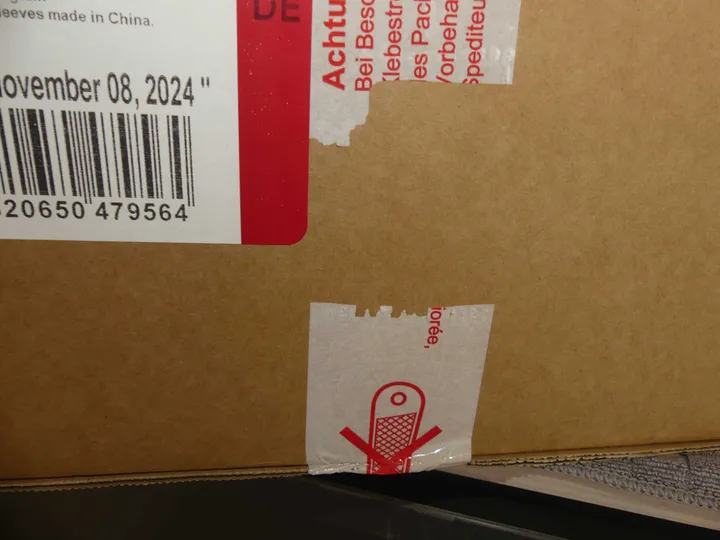 eeves made in China.
ovember 08, 2024"
20650 479564
DE
Achtu
Bei Besc
Klebestr
es Pack
Vorbeha
Spediteu
iorée,